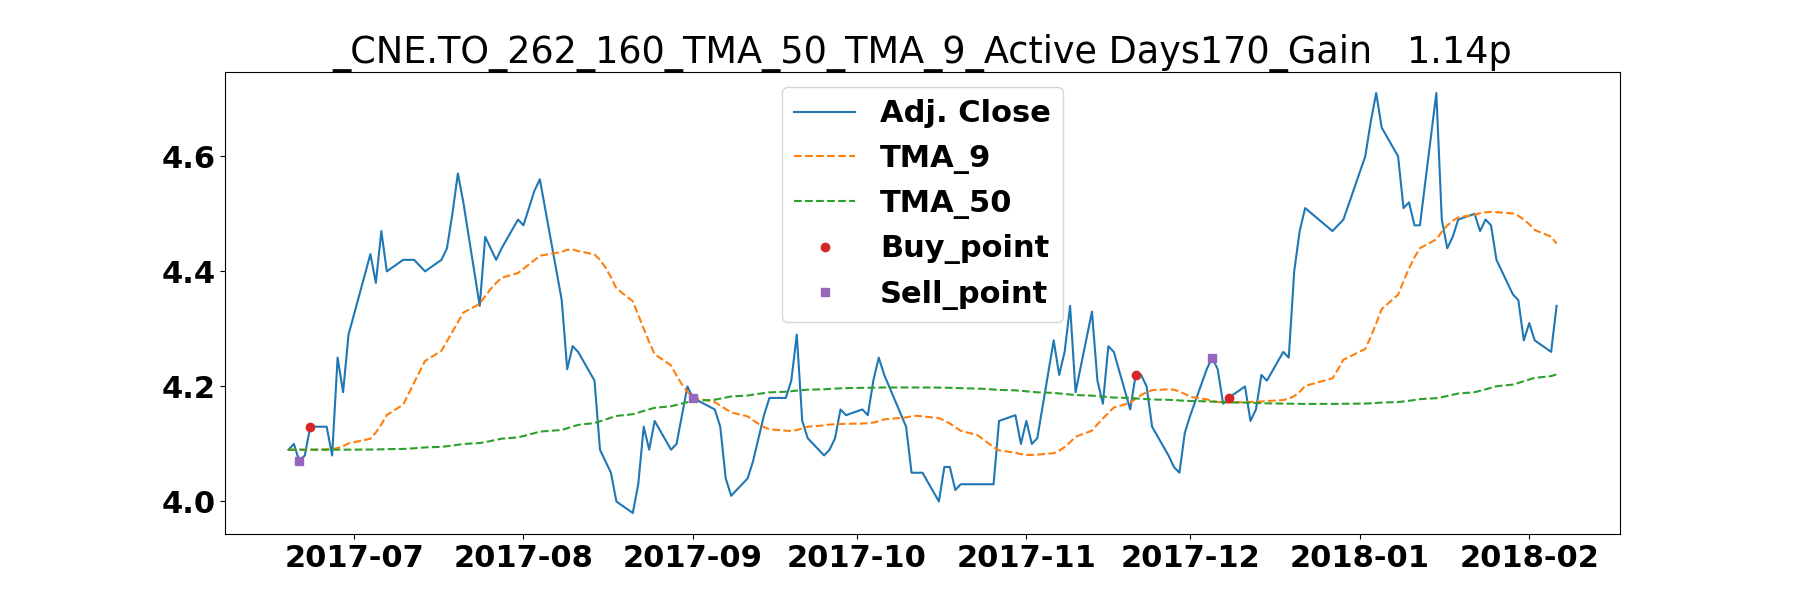 _CNE.TO_262_160_TMA_50_TMA_9_Active Days170_Gain   1.14p
Adj. Close
TMA_9
TMA_50
Buy_point
Sell_point
4.6
4.4
4.2
4.0
2017-07 2017-08 2017-09 2017-10 2017-11 2017-12 2018-01 2018-02